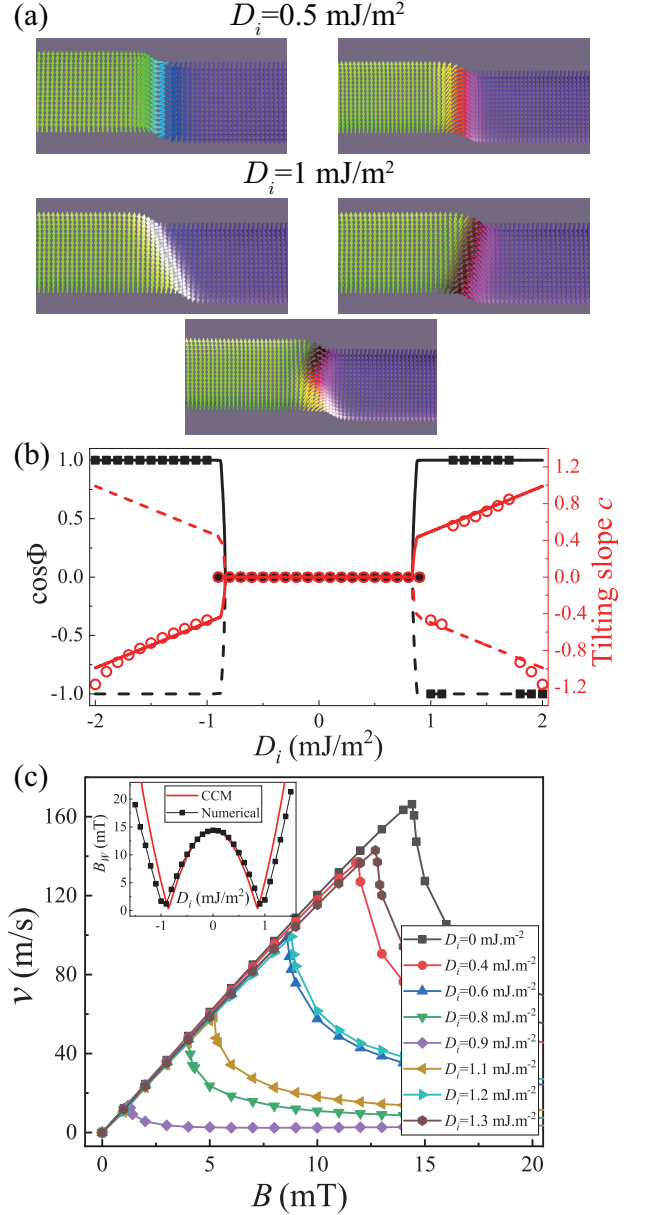 (a)
D_i=0.5 mJ/m²
D_i=1 mJ/m²
(b)
1.0
0.5
0.0
-0.5
-1.0
cosΦ
1.2
0.8
0.4
0.0
-0.4
-0.8
-1.2
Tilting slope c
-2
-1
0
1
2
D_i (mJ/m²)
(c)
160
120
80
40
0
v (m/s)
20
15
10
5
0
B_W (mT)
CCM
Numerical
D_i (mJ/m²)
-1
0
1
D_i=0 mJ.m⁻²
D_i=0.4 mJ.m⁻²
D_i=0.6 mJ.m⁻²
D_i=0.8 mJ.m⁻²
D_i=0.9 mJ.m⁻²
D_i=1.1 mJ.m⁻²
D_i=1.2 mJ.m⁻²
D_i=1.3 mJ.m⁻²
0
5
10
15
20
B (mT)